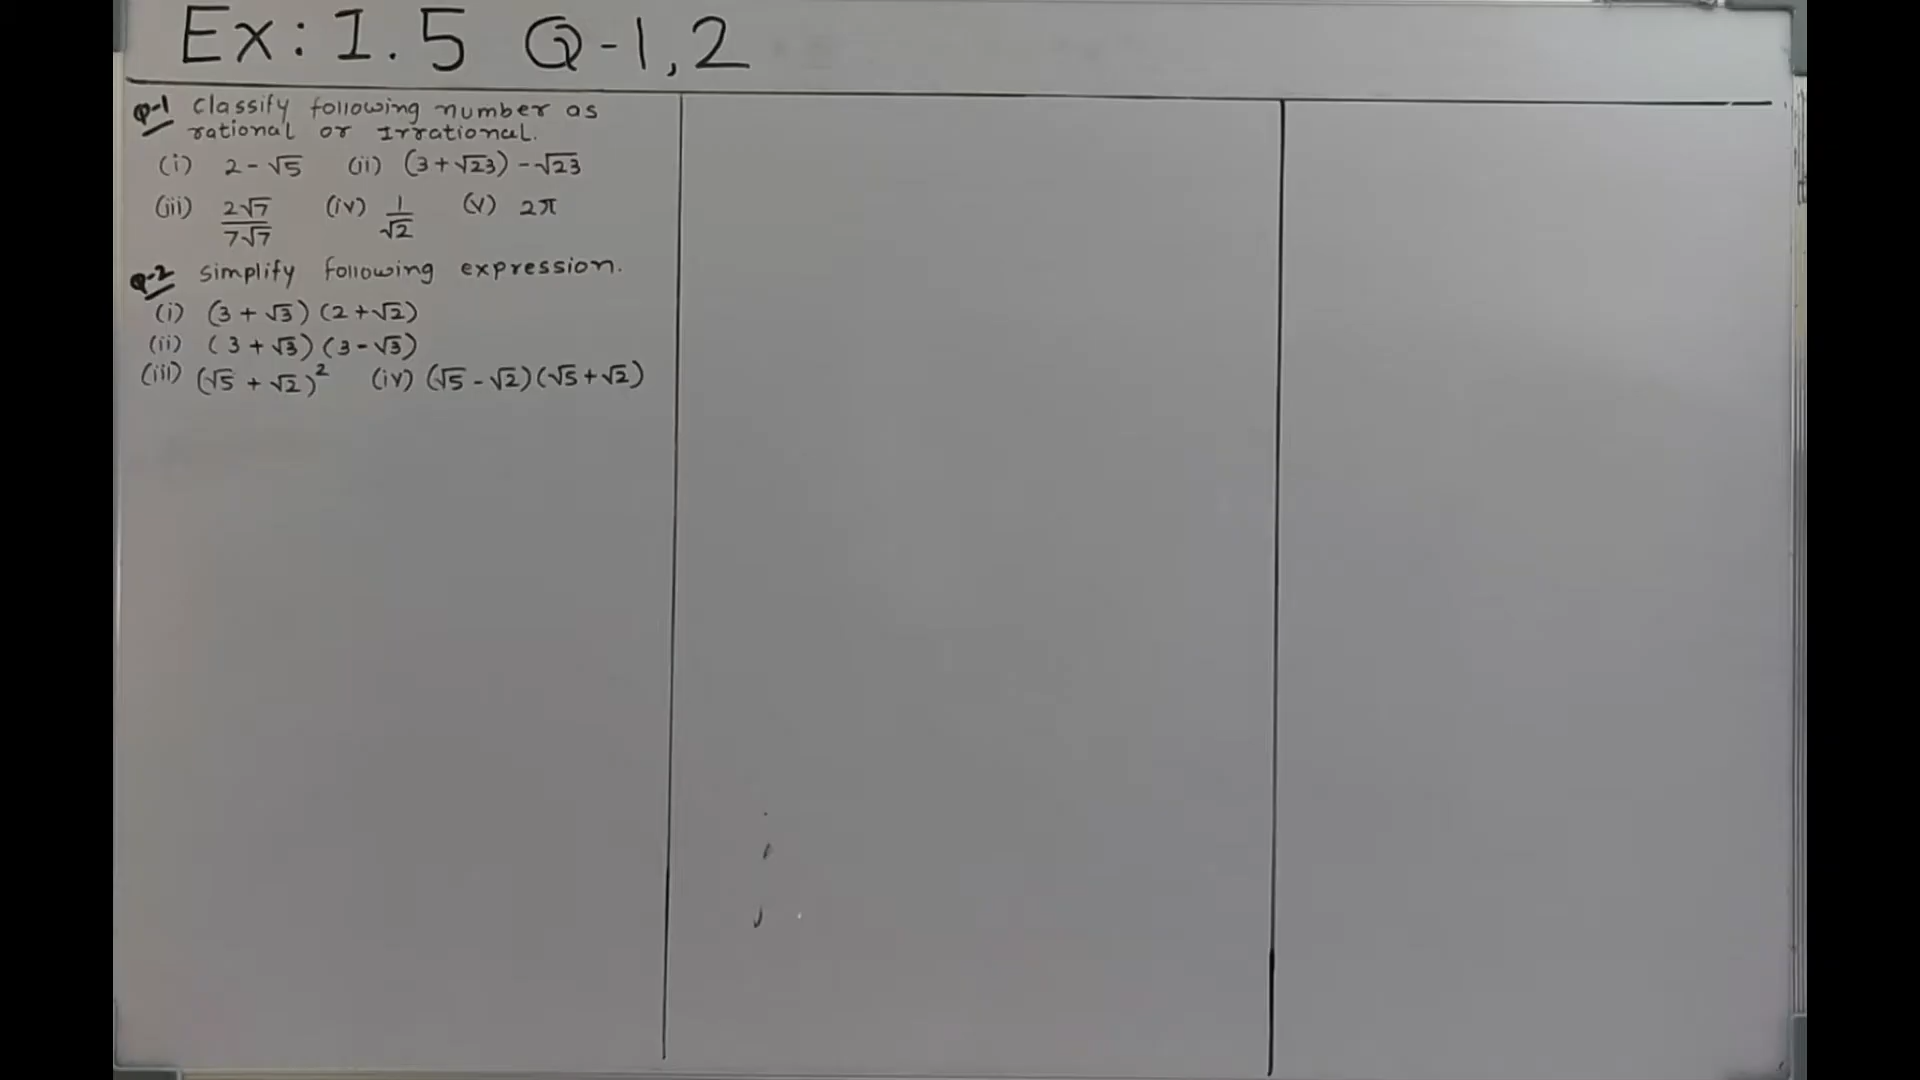 Ex: 1.5 Q-1,2
Q-1 Classify following number as
rational or Irrational.
(i) 2-√5 (ii) (3+√23)-√23
(iii) 2√7/7√7 (iv) 1/√2 (v) 2π
Q-2 Simplify following expression.
(i) (3+√3)(2+√2)
(ii) (3+√3)(3-√3)
(iii) (√5+√2)² (iv) (√5-√2)(√5+√2)